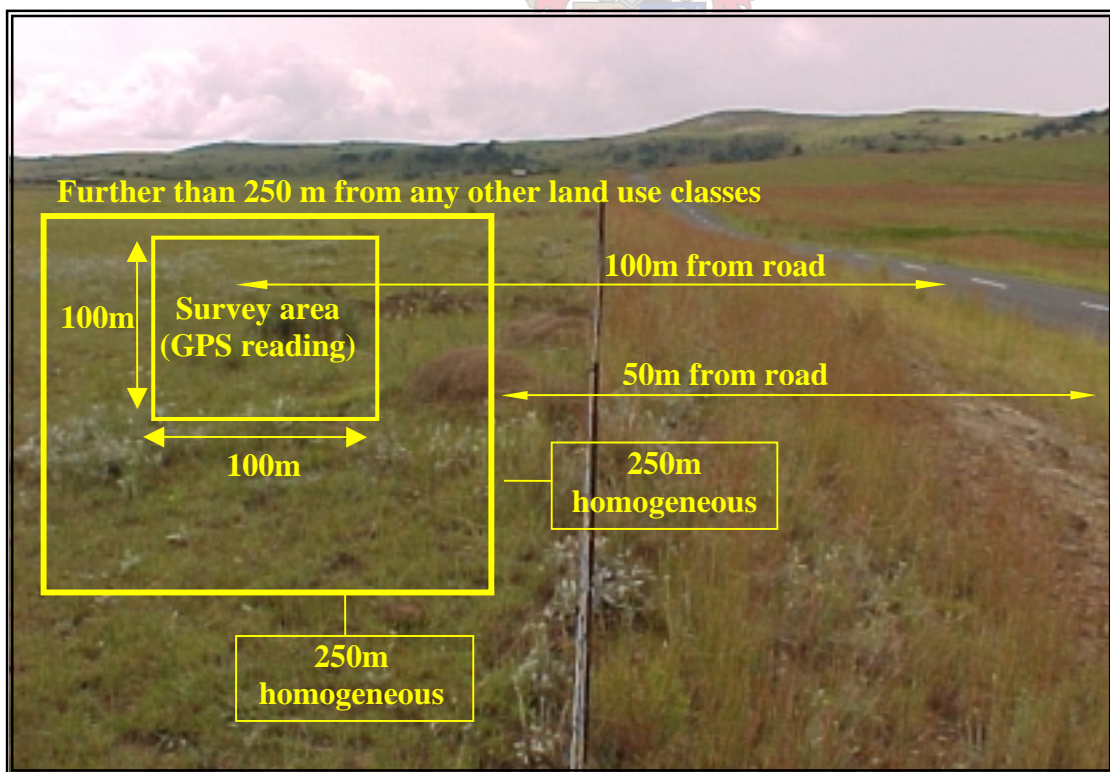 Further than 250 m from any other land use classes
100m from road
100m
Survey area
(GPS reading)
50m from road
100m
250m
homogeneous
250m
homogeneous